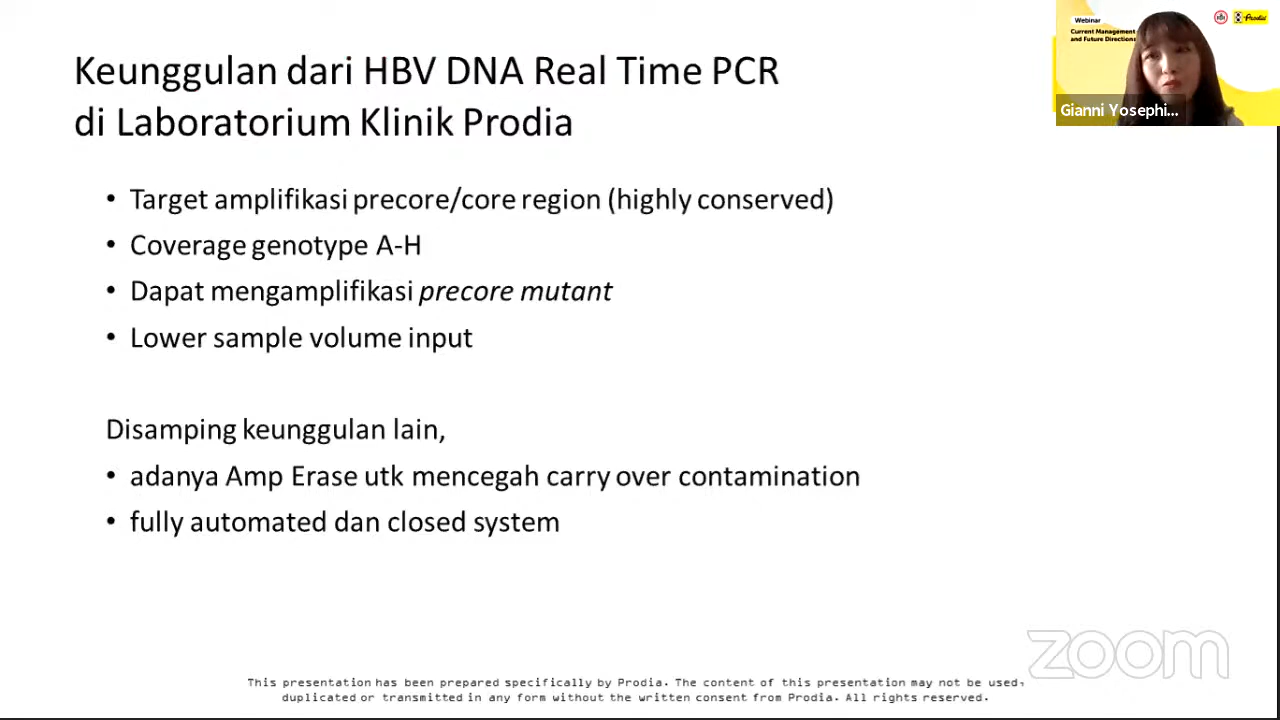 Keunggulan dari HBV DNA Real Time PCR
di Laboratorium Klinik Prodia
• Target amplifikasi precore/core region (highly conserved)
• Coverage genotype A-H
• Dapat mengamplifikasi precore mutant
• Lower sample volume input
Disamping keunggulan lain,
• adanya Amp Erase utk mencegah carry over contamination
• fully automated dan closed system
Webinar
Current Management
and Future Directions
Prodia
Gianni Yosephi...
zoom
This presentation has been prepared specifically by Prodia. The content of this presentation may not be used,
duplicated or transmitted in any form without the written consent from Prodia. All rights reserved.